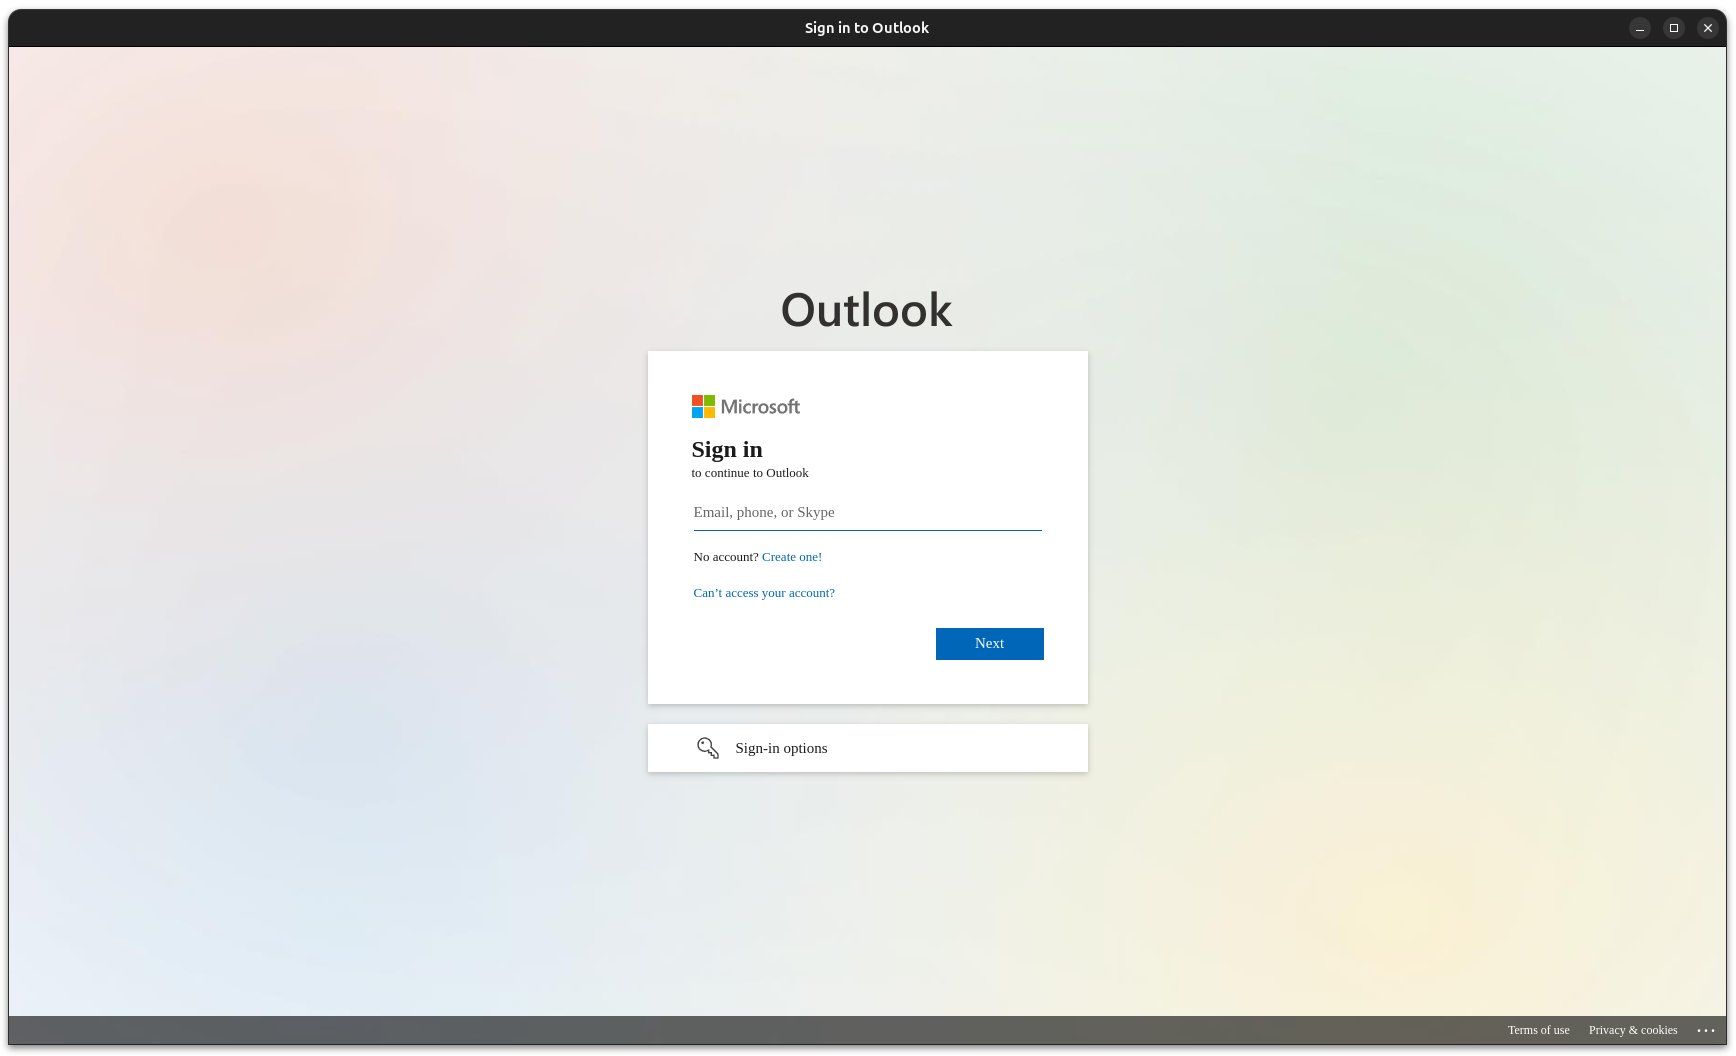 Sign in to Outlook
Outlook
Microsoft
Sign in
to continue to Outlook
Email, phone, or Skype
No account? Create one!
Can’t access your account?
Next
Sign-in options
Terms of use Privacy & cookies ...